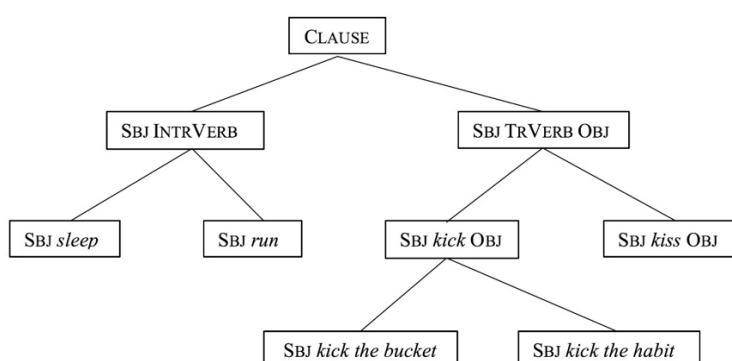 CLAUSE
SBJ INTRVERB
SBJ TRVERB OBJ
SBJ sleep
SBJ run
SBJ kick OBJ
SBJ kiss OBJ
SBJ kick the bucket
SBJ kick the habit